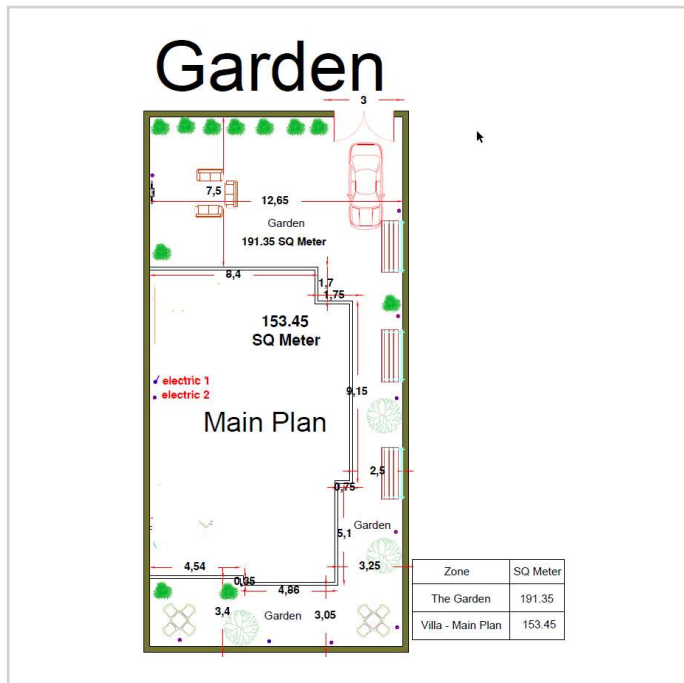 Garden
3
7,5
12,65
Garden
191.35 SQ Meter
8,4
1,7
1,75
153.45
SQ Meter
electric 1
electric 2
9,15
Main Plan
2,5
0,75
5,1
Garden
4,54
3,25
0,35
4,86
3,4
Garden
3,05
Zone SQ Meter
The Garden 191.35
Villa - Main Plan 153.45